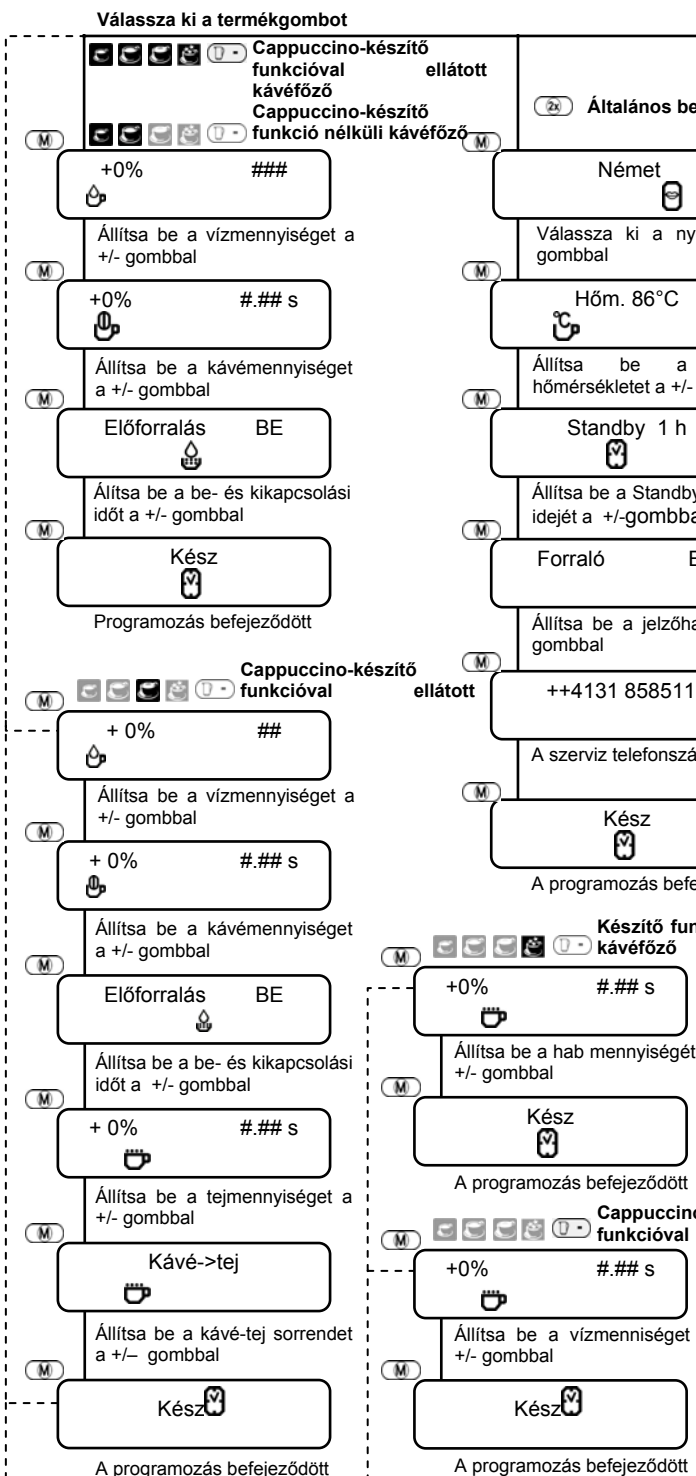 Válassza ki a termékgombot
Cappuccino-készítő
funkcióval ellátott
kávéfőző
Cappuccino-készítő
funkció nélküli kávéfőző
M
+0% ###
Állítsa be a vízmennyiséget a
+/- gombbal
M
+0% #.## s
Állítsa be a kávémennyiséget
a +/- gombbal
M
Előforralás BE
Álítsa be a be- és kikapcsolási
időt a +/- gombbal
M
Kész
Programozás befejeződött
Cappuccino-készítő
M funkcióval ellátott
+ 0% ##
Állítsa be a vízmennyiséget a
+/- gombbal
M
+ 0% #.## s
Állítsa be a kávémennyiséget
a +/- gombbal
M
Előforralás BE
Állítsa be a be- és kikapcsolási
időt a +/- gombbal
M
+ 0% #.## s
Állítsa be a tejmennyiséget a
+/- gombbal
M
Kávé->tej
Állítsa be a kávé-tej sorrendet
a +/– gombbal
M
Kész
A programozás befejeződött
2x Általános be
M
Német
Válassza ki a ny
gombbal
M
Hőm. 86°C
°C
Állítsa be a
hőmérsékletet a +/-
M
Standby 1 h
Állítsa be a Standby
idejét a +/-gombba
M
Forraló
Állítsa be a jelzőha
gombbal
M
++4131 858511
A szerviz telefonszá
M
Kész
A programozás befe
Készítő fun
M kávéfőző
+0% #.## s
Állítsa be a hab mennyiségét
+/- gombbal
M
Kész
A programozás befejeződött
Cappuccino
M funkcióval
+0% #.## s
Állítsa be a vízmenniséget
+/- gombbal
M
Kész
A programozás befejeződött